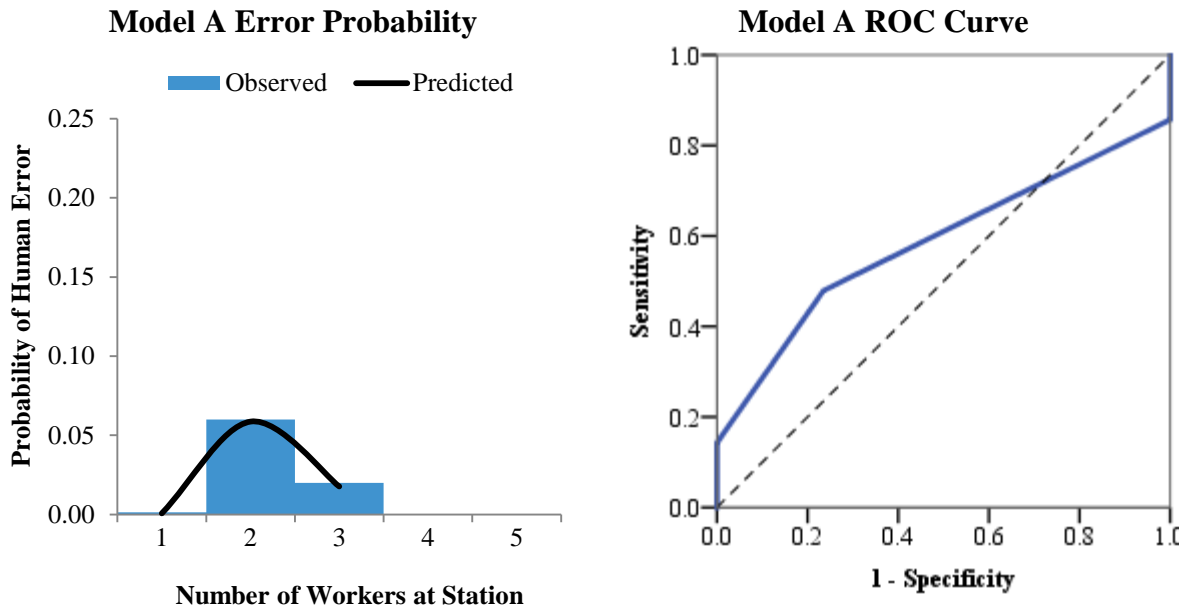 Model A Error Probability
Observed
Predicted
0.25
0.20
0.15
0.10
0.05
0.00
Probability of Human Error
1
2
3
4
5
Number of Workers at Station
Model A ROC Curve
1.0
0.8
0.6
0.4
0.2
0.0
Sensitivity
0.0
0.2
0.4
0.6
0.8
1.0
1 - Specificity